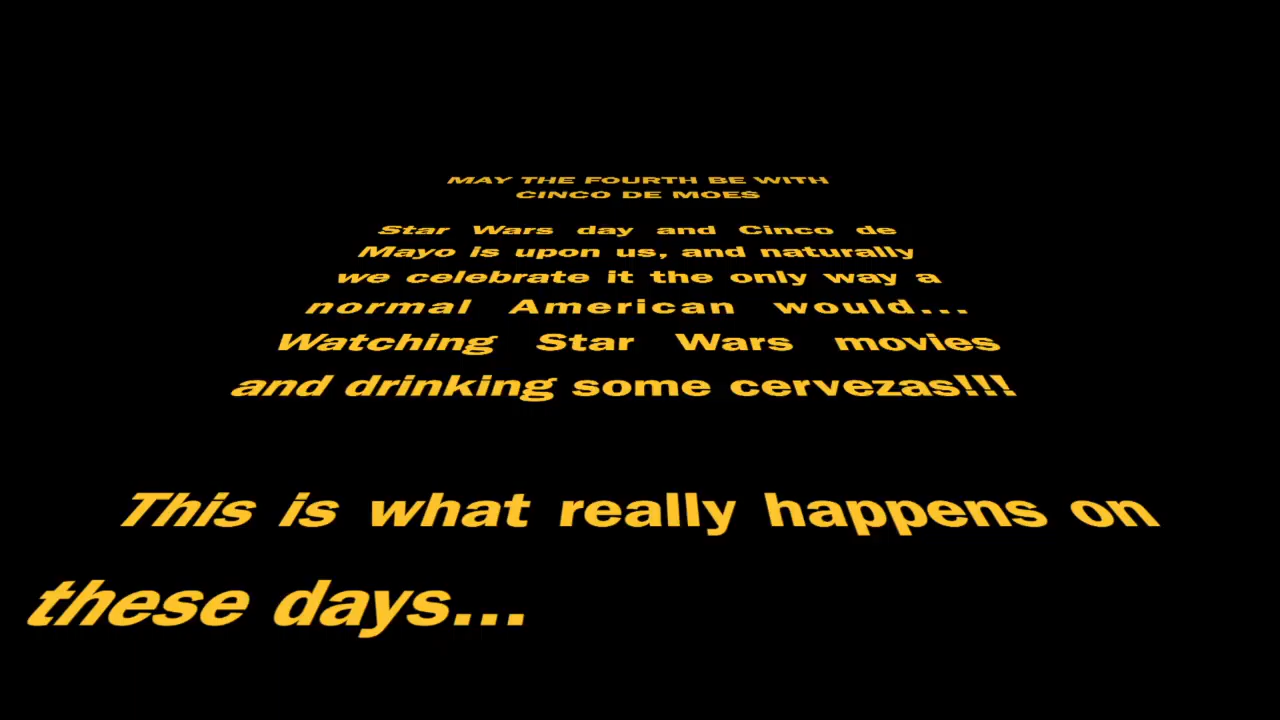 MAY THE FOURTH BE WITH
CINCO DE MOES
Star Wars day and Cinco de
Mayo is upon us, and naturally
we celebrate it the only way a
normal American would...
Watching Star Wars movies
and drinking some cervezas!!!
This is what really happens on
these days...